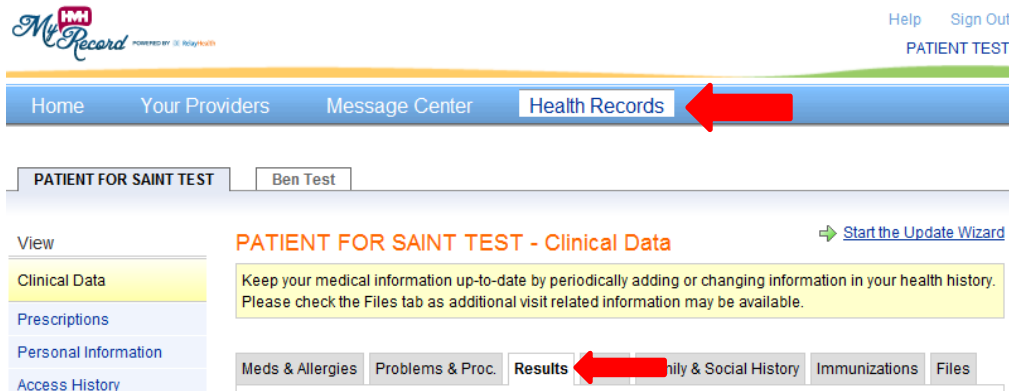 HMH
My Record POWERED BY RelayHealth
Help Sign Out
PATIENT TEST
Home Your Providers Message Center Health Records
PATIENT FOR SAINT TEST Ben Test
View
PATIENT FOR SAINT TEST - Clinical Data
Start the Update Wizard
Clinical Data
Keep your medical information up-to-date by periodically adding or changing information in your health history.
Please check the Files tab as additional visit related information may be available.
Prescriptions
Personal Information
Access History
Meds & Allergies Problems & Proc. Results mily & Social History Immunizations Files